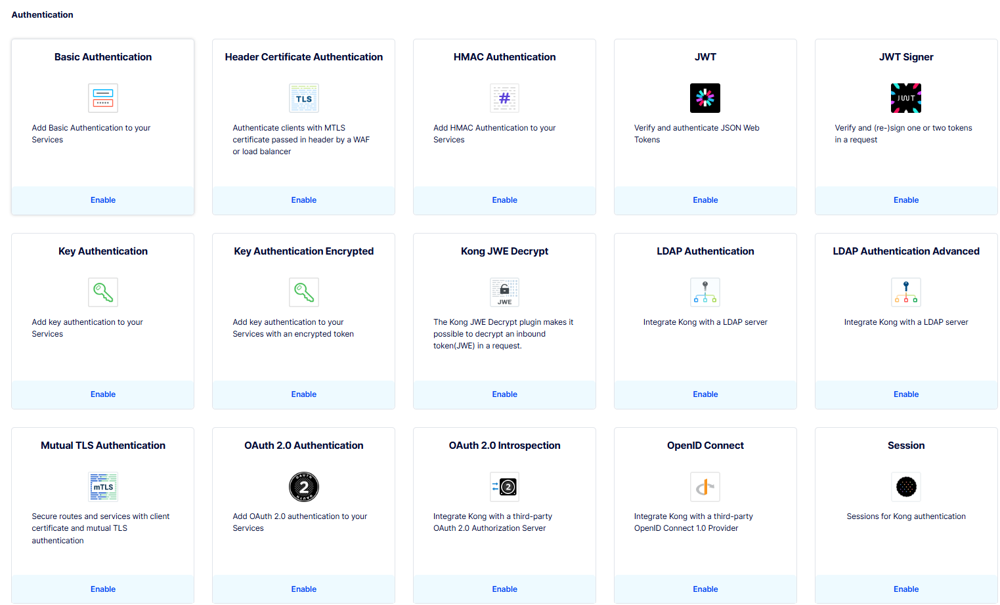 Authentication
Basic Authentication
Add Basic Authentication to your
Services
Enable
Header Certificate Authentication
TLS
Authenticate clients with MTLS
certificate passed in header by a WAF
or load balancer
Enable
HMAC Authentication
#
Add HMAC Authentication to your
Services
Enable
JWT
Verify and authenticate JSON Web
Tokens
Enable
JWT Signer
JWT
Verify and (re-)sign one or two tokens
in a request
Enable
Key Authentication
Add key authentication to your
Services
Enable
Key Authentication Encrypted
Add key authentication to your
Services with an encrypted token
Enable
Kong JWE Decrypt
JWE
The Kong JWE Decrypt plugin makes it
possible to decrypt an inbound
token(JWE) in a request.
Enable
LDAP Authentication
Integrate Kong with a LDAP server
Enable
LDAP Authentication Advanced
Integrate Kong with a LDAP server
Enable
Mutual TLS Authentication
mTLS
Secure routes and services with client
certificate and mutual TLS
authentication
Enable
OAuth 2.0 Authentication
OAUTH
2
OAUTH
Add OAuth 2.0 authentication to your
Services
Enable
OAuth 2.0 Introspection
2
Integrate Kong with a third-party
OAuth 2.0 Authorization Server
Enable
OpenID Connect
Integrate Kong with a third-party
OpenID Connect 1.0 Provider
Enable
Session
Sessions for Kong authentication
Enable